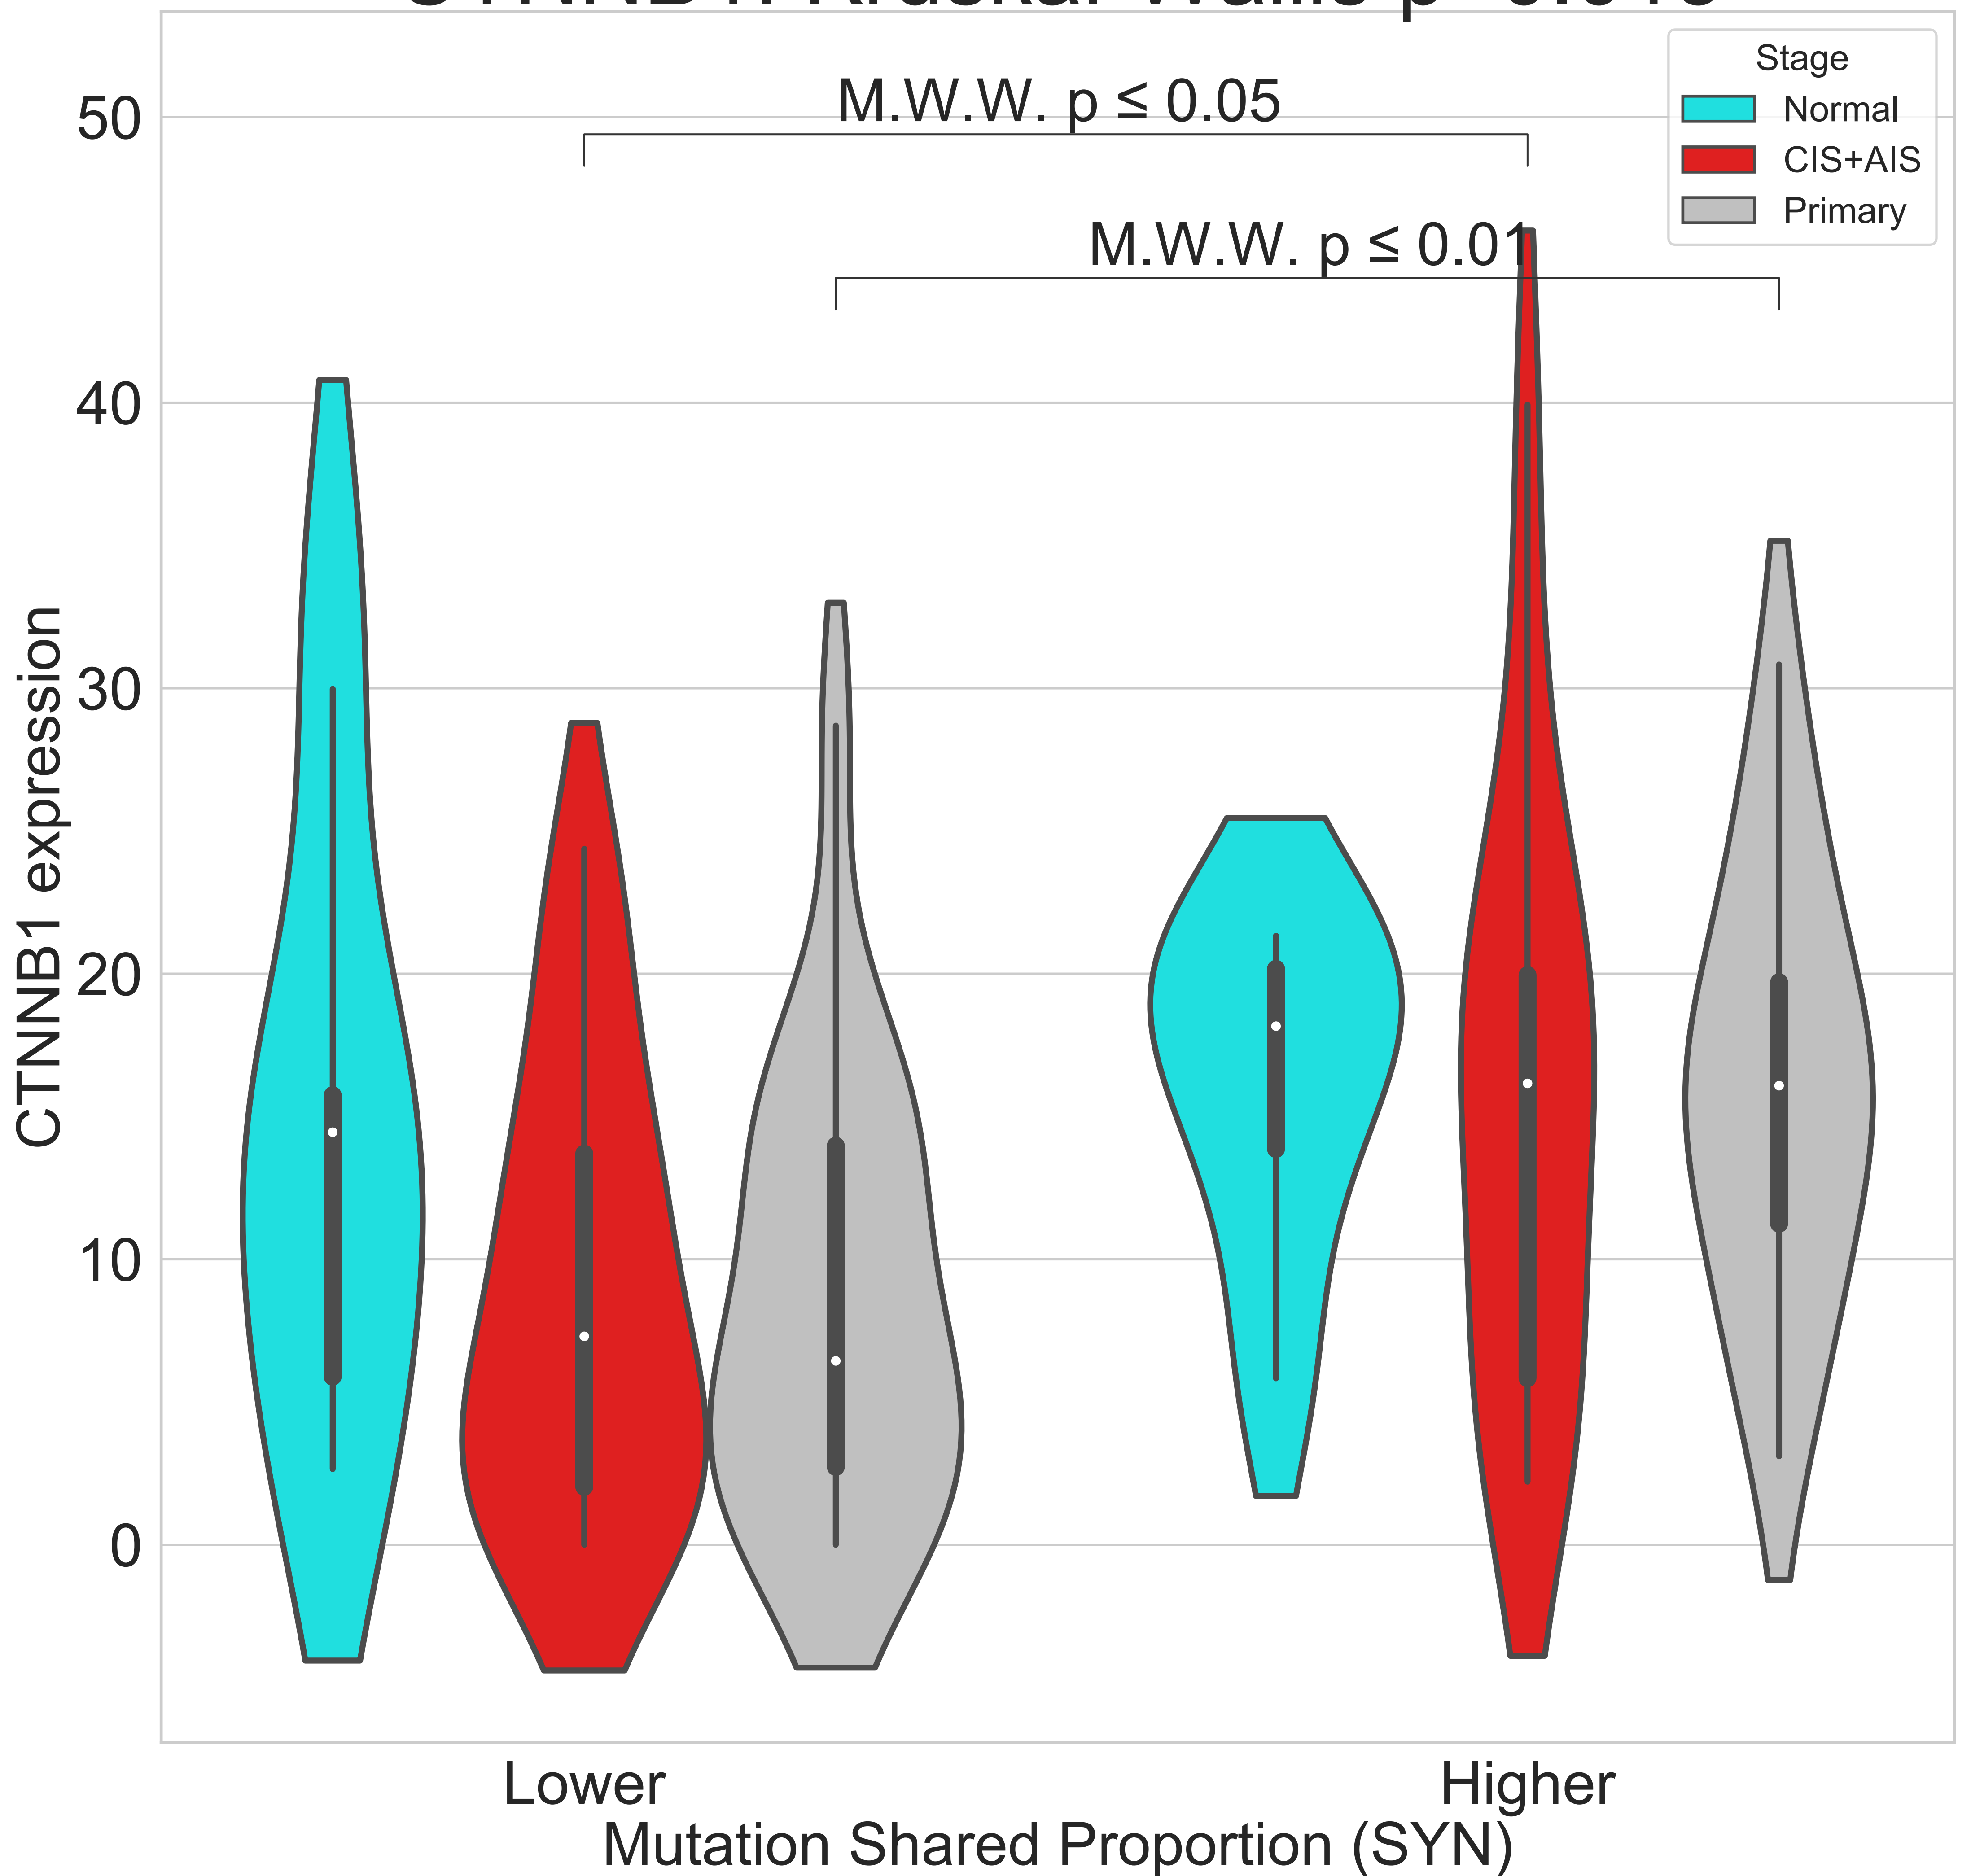 M.W.W. p ≤ 0.05
M.W.W. p ≤ 0.01
Stage
Normal
CIS+AIS
Primary
50
40
30
20
10
0
CTNNB1 expression
Lower
Higher
Mutation Shared Proportion (SYN)